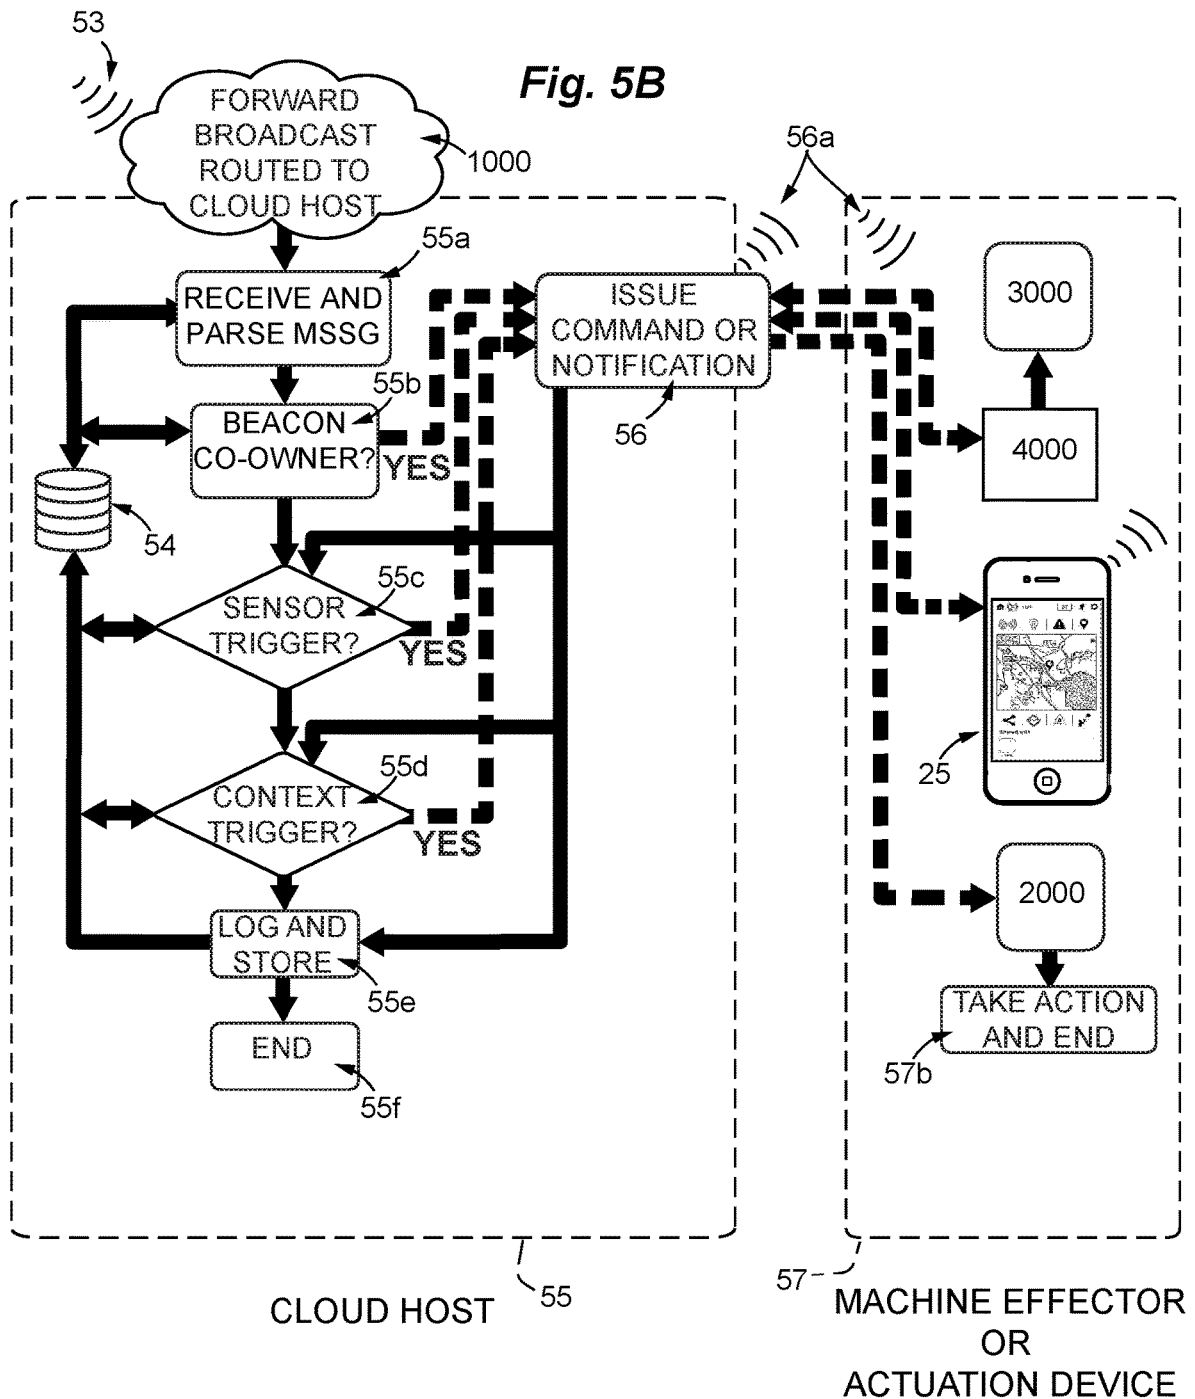 53
Fig. 5B
FORWARD
BROADCAST
ROUTED TO
CLOUD HOST
1000
56a
55a
RECEIVE AND
PARSE MSSG
ISSUE
COMMAND OR
NOTIFICATION
56
3000
55b
BEACON
CO-OWNER?
YES
4000
54
55c
SENSOR
TRIGGER?
YES
25
55d
CONTEXT
TRIGGER?
YES
2000
LOG AND
STORE
55e
TAKE ACTION
AND END
57b
END
55f
55
57
CLOUD HOST
MACHINE EFFECTOR
OR
ACTUATION DEVICE